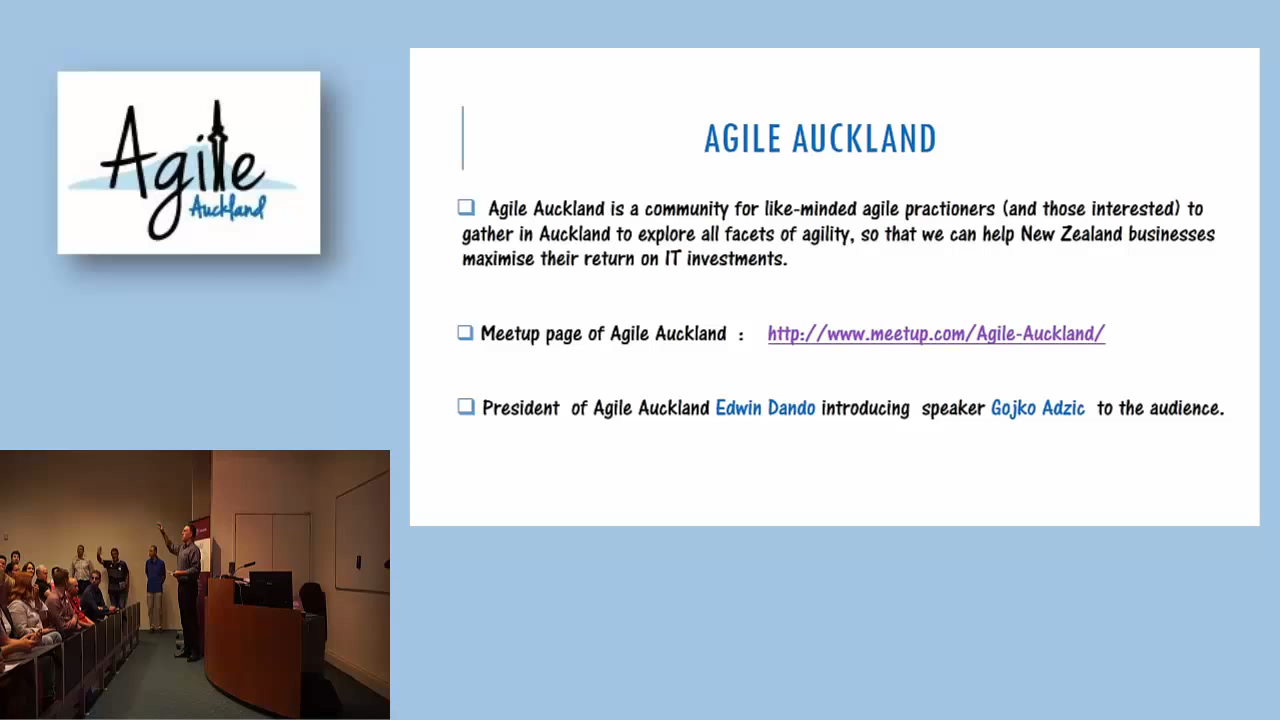 Agile
Auckland
AGILE AUCKLAND
Agile Auckland is a community for like-minded agile practioners (and those interested) to
gather in Auckland to explore all facets of agility, so that we can help New Zealand businesses
maximise their return on IT investments.
Meetup page of Agile Auckland : http://www.meetup.com/Agile-Auckland/
President of Agile Auckland Edwin Dando introducing speaker Gojko Adzic to the audience.